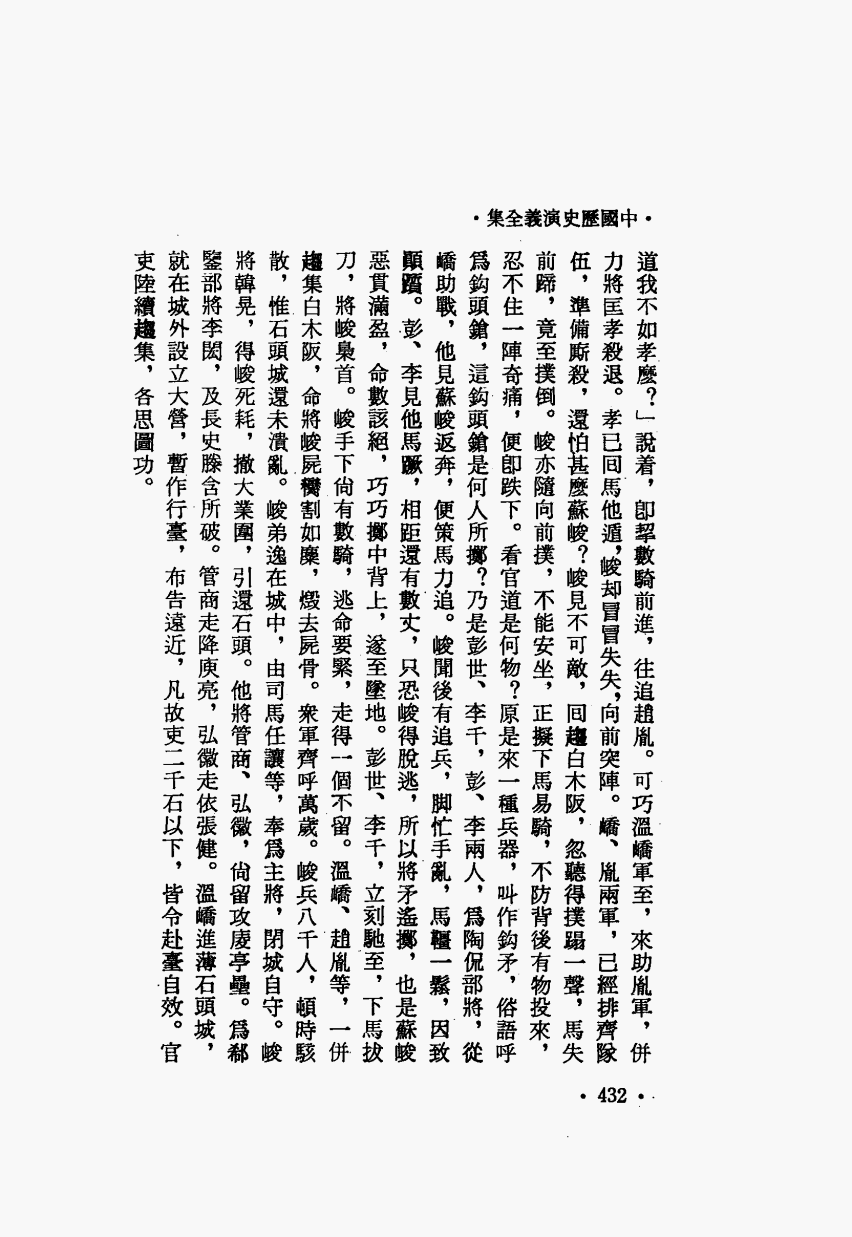 •中國歷史演義全集•
道我不如孝麼?」說着,卽挈數騎前進,往追趙胤。可巧溫嶠軍至,來助胤軍,併
力將匡孝殺退。孝已回馬他遁,峻却冒冒失失,向前突陣。嶠、胤兩軍,已經排齊隊
伍,準備廝殺,還怕甚麼蘇峻?峻見不可敵,回趨白木阪,忽聽得撲蹋一聲,馬失
前蹄,竟至撲倒。峻亦隨向前撲,不能安坐,正擬下馬易騎,不防背後有物投來,
忍不住一陣奇痛,便卽跌下。看官道是何物?原是來一種兵器,叫作鈎矛,俗語呼
爲鈎頭鎗,這鈎頭鎗是何人所擲?乃是彭世、李千,彭、李兩人,爲陶侃部將,從
嶠助戰,他見蘇峻返奔,便策馬力追。峻聞後有追兵,脚忙手亂,馬韁一鬆,因致
顚躓。彭、李見他馬蹶,相距還有數丈,只恐峻得脫逃,所以將矛遙擲,也是蘇峻
惡貫滿盈,命數該絕,巧巧擲中背上,遂至墜地。彭世、李千,立刻馳至,下馬拔
刀,將峻梟首。峻手下尙有數騎,逃命要緊,走得一個不留。溫嶠、趙胤等,一併
趨集白木阪,命將峻屍臠割如糜,燬去屍骨。衆軍齊呼萬歲。峻兵八千人,頓時駭
散,惟石頭城還未潰亂。峻弟逸在城中,由司馬任讓等,奉爲主將,閉城自守。峻
將韓晃,得峻死耗,撤大業圍,引還石頭。他將管商、弘徽,尙留攻庱亭壘。爲郗
鑒部將李閎,及長史滕含所破。管商走降庾亮,弘徽走依張健。溫嶠進薄石頭城,
就在城外設立大營,暫作行臺,布告遠近,凡故吏二千石以下,皆令赴臺自效。官
吏陸續趨集,各思圖功。
•432•